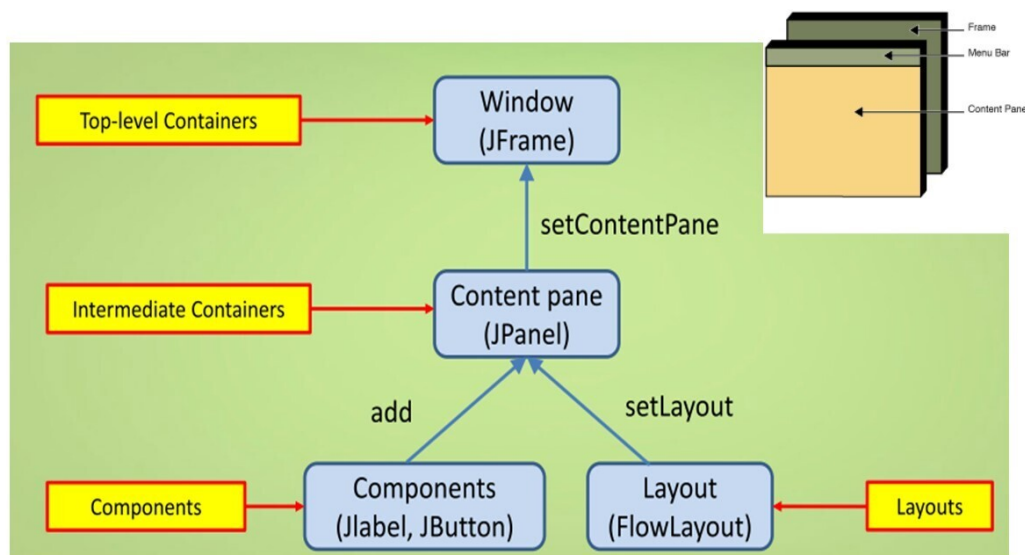 Frame
Menu Bar
Content Pane
Top-level Containers
Window
(JFrame)
setContentPane
Intermediate Containers
Content pane
(JPanel)
add
setLayout
Components
Components
(Jlabel, JButton)
Layout
(FlowLayout)
Layouts